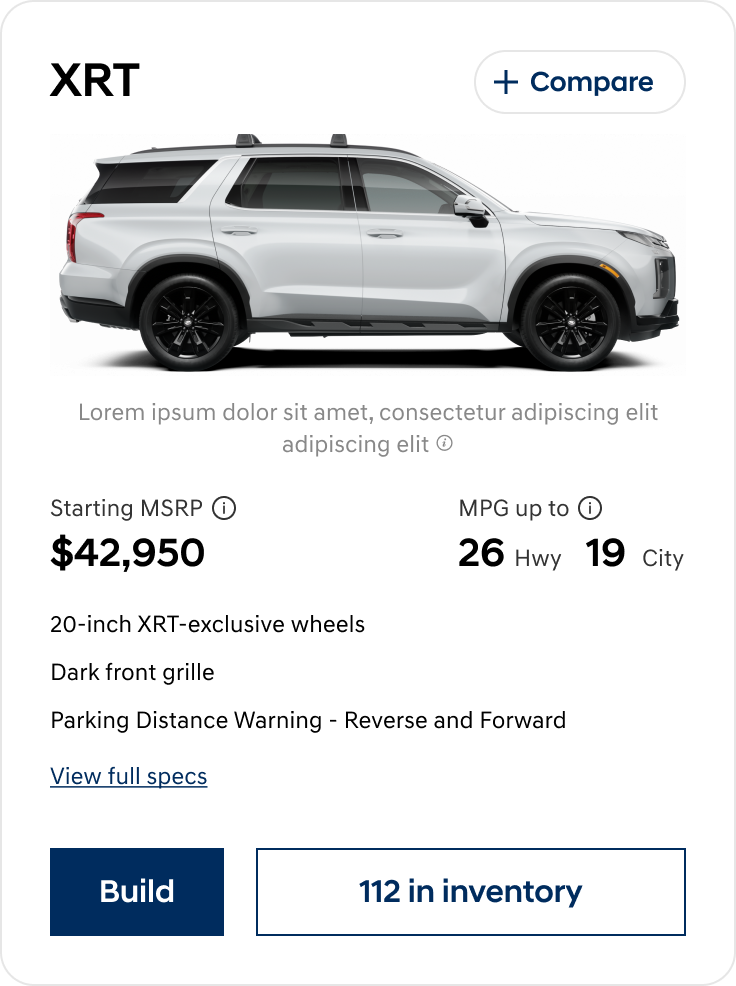 XRT
Compare
Lorem ipsum dolor sit amet, consectetur adipiscing elit
adipiscing elit
Starting MSRP
MPG up to
$42,950
26 Hwy 19 City
20-inch XRT-exclusive wheels
Dark front grille
Parking Distance Warning - Reverse and Forward
View full specs
Build
112 in inventory